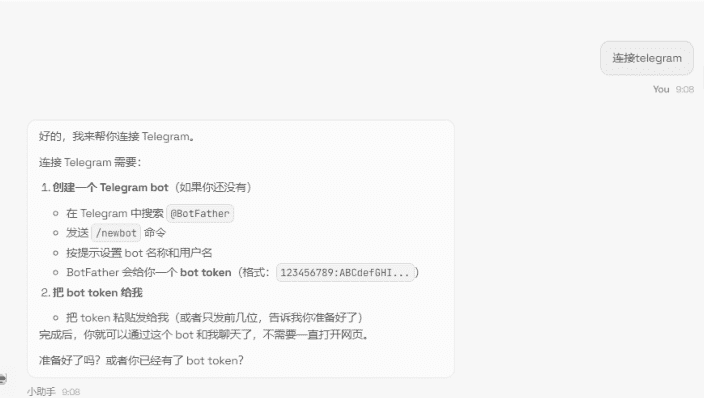 连接telegram
You 9:08
好的，我来帮你连接 Telegram。
连接 Telegram 需要：
1. 创建一个 Telegram bot（如果你还没有）
在 Telegram 中搜索 @BotFather
发送 /newbot 命令
按提示设置 bot 名称和用户名
BotFather 会给你一个 bot token（格式：123456789:ABCdefGHI...）
2. 把 bot token 给我
把 token 粘贴发给我（或者只发前几位，告诉我你准备好了）
完成后，你就可以通过这个 bot 和我聊天了，不需要一直打开网页。
准备好了吗？或者你已经有了 bot token？
小助手 9:08